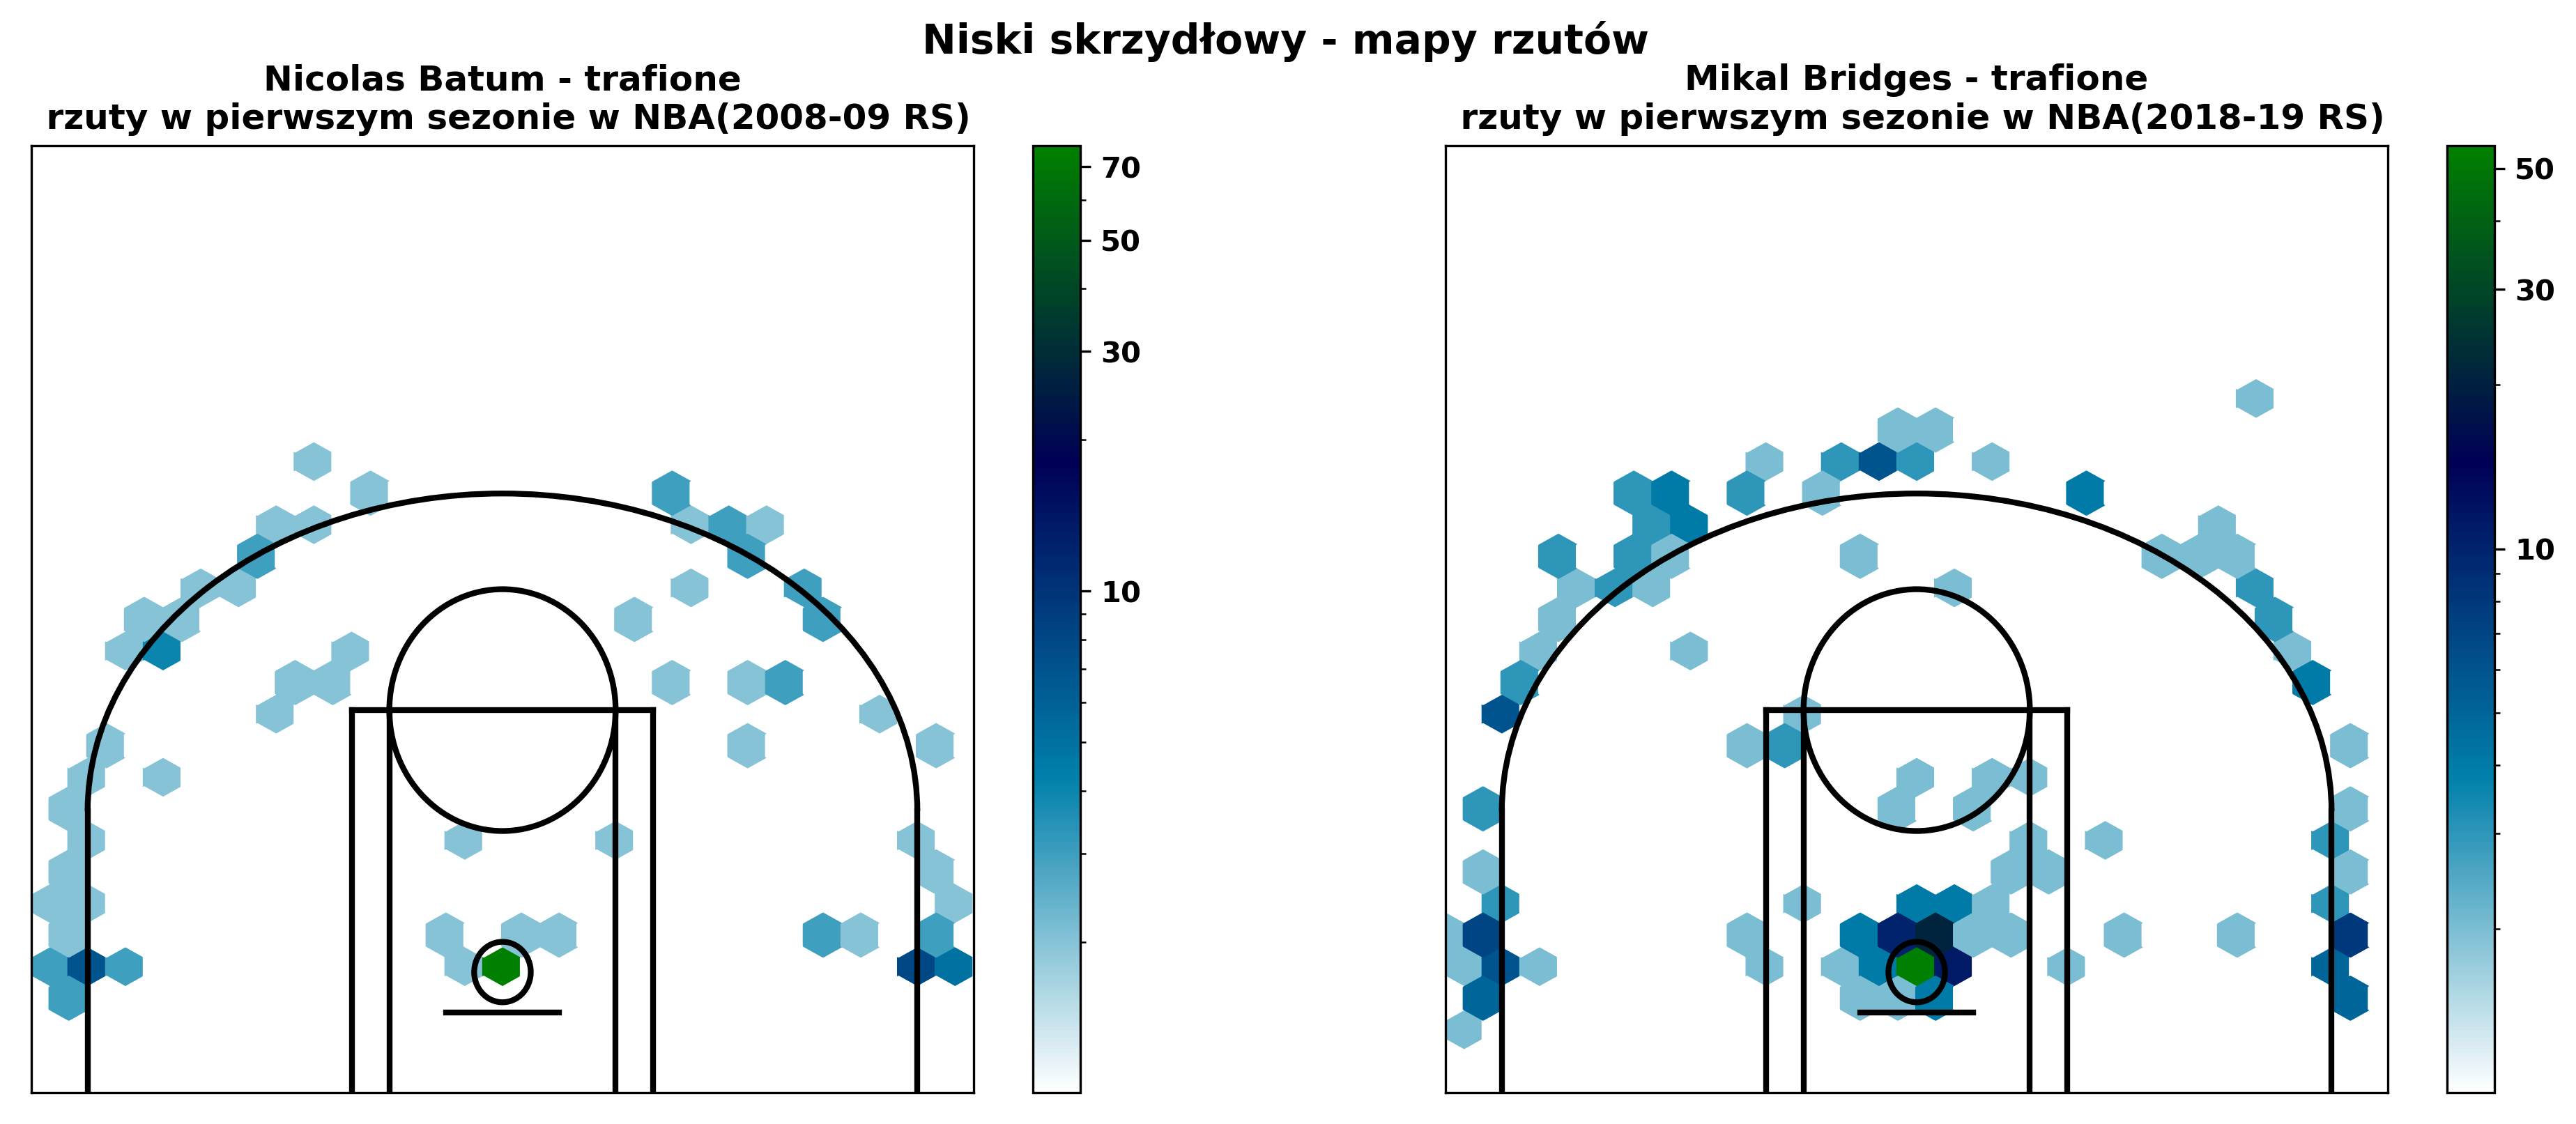 Niski skrzydłowy - mapy rzutów
Nicolas Batum - trafione
rzuty w pierwszym sezonie w NBA(2008-09 RS)
70
50
30
10
Mikal Bridges - trafione
rzuty w pierwszym sezonie w NBA(2018-19 RS)
50
30
10